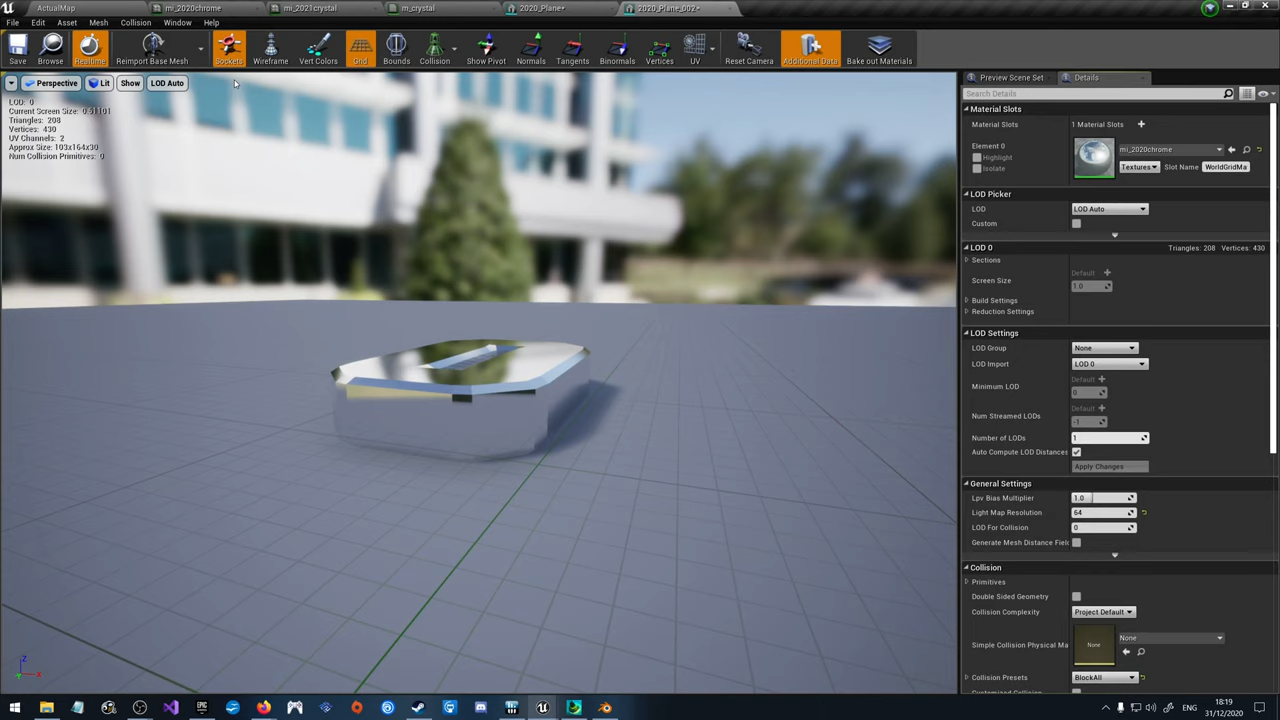 ActualMap
mi_2020chrome
mi_2021crystal
m_crystal
2020_Plane*
2020_Plane_002*
File
Edit
Asset
Mesh
Collision
Window
Help
Save
Browse
Realtime
Reimport Base Mesh
Sockets
Wireframe
Vert Colors
Grid
Bounds
Collision
Show Pivot
Normals
Tangents
Binormals
Vertices
UV
Reset Camera
Additional Data
Bake out Materials
Perspective
Lit
Show
LOD Auto
LOD: 0
Current Screen Size: 0.51101
Triangles: 208
Vertices: 430
UV Channels: 2
Approx Size: 103x164x30
Num Collision Primitives: 0
Preview Scene Set
Details
Search Details
Material Slots
Material Slots
1 Material Slots
Element 0
Highlight
Isolate
mi_2020chrome
Textures
Slot Name
WorldGridMa
LOD Picker
LOD
LOD Auto
Custom
LOD 0
Triangles: 208 Vertices: 430
Sections
Screen Size
Default
1.0
Build Settings
Reduction Settings
LOD Settings
LOD Group
None
LOD Import
LOD 0
Minimum LOD
Default
0
Num Streamed LODs
Default
-1
Number of LODs
1
Auto Compute LOD Distances
Apply Changes
General Settings
Lpv Bias Multiplier
1.0
Light Map Resolution
64
LOD For Collision
0
Generate Mesh Distance Field
Collision
Primitives
Double Sided Geometry
Collision Complexity
Project Default
Simple Collision Physical Ma
None
None
Collision Presets
BlockAll
Z
X
ENG
18:19
31/12/2020